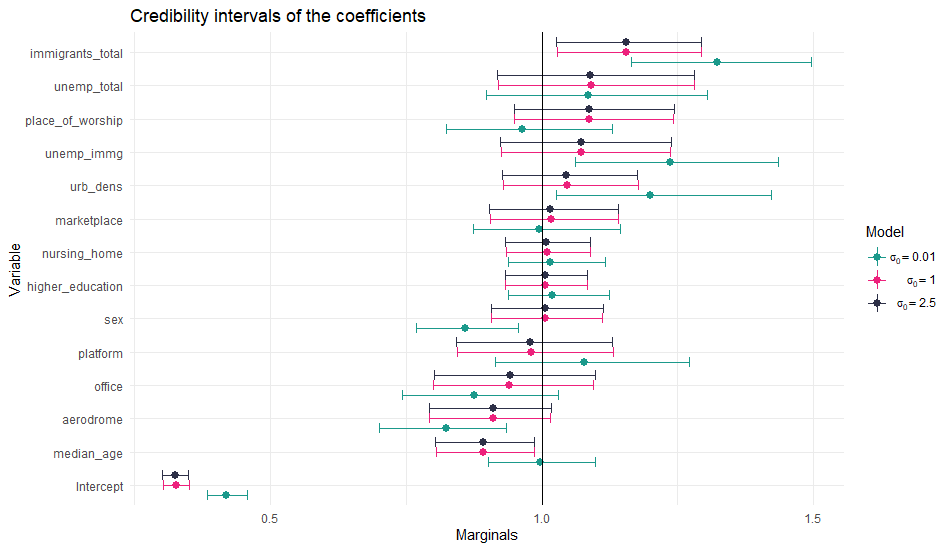 Credibility intervals of the coefficients
Variable
immigrants_total
unemp_total
place_of_worship
unemp_immg
urb_dens
marketplace
nursing_home
higher_education
sex
platform
office
aerodrome
median_age
Intercept
0.5
1.0
1.5
Marginals
Model
σ₀ = 0.01
σ₀ = 1
σ₀ = 2.5